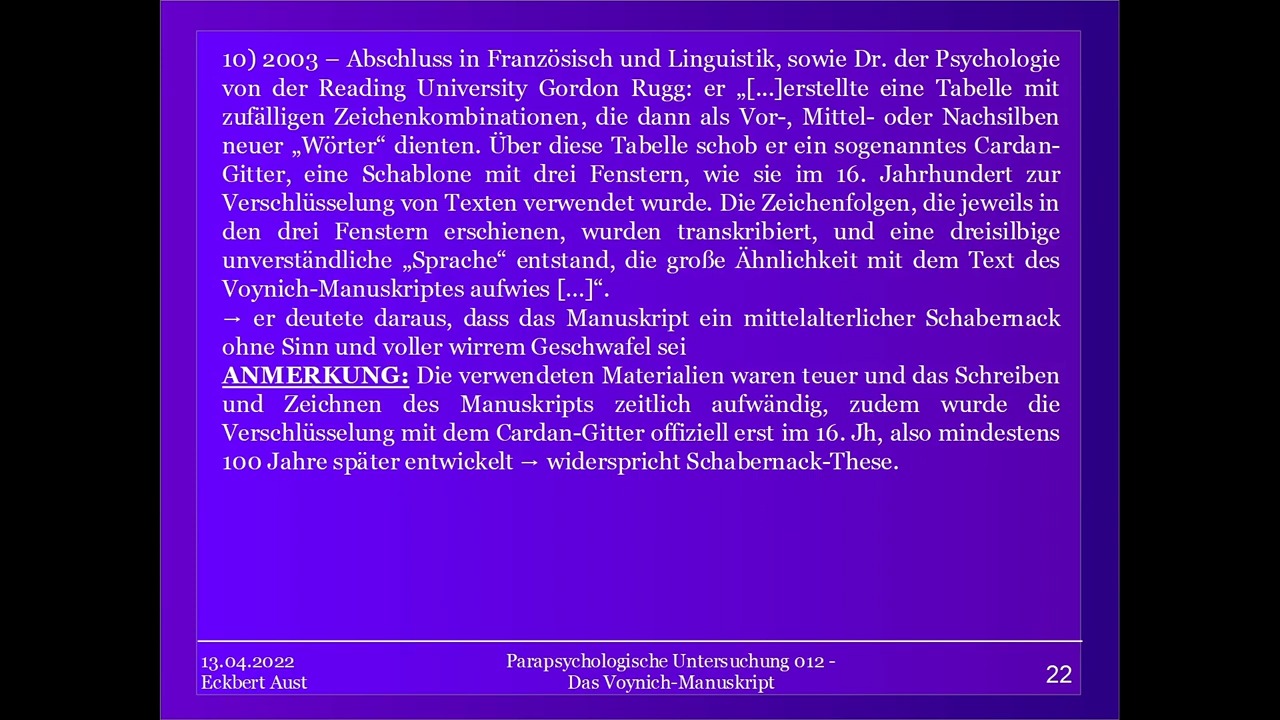 10) 2003 – Abschluss in Französisch und Linguistik, sowie Dr. der Psychologie
von der Reading University Gordon Rugg: er „[...]erstellte eine Tabelle mit
zufälligen Zeichenkombinationen, die dann als Vor-, Mittel- oder Nachsilben
neuer „Wörter“ dienten. Über diese Tabelle schob er ein sogenanntes Cardan-
Gitter, eine Schablone mit drei Fenstern, wie sie im 16. Jahrhundert zur
Verschlüsselung von Texten verwendet wurde. Die Zeichenfolgen, die jeweils in
den drei Fenstern erschienen, wurden transkribiert, und eine dreisilbige
unverständliche „Sprache“ entstand, die große Ähnlichkeit mit dem Text des
Voynich-Manuskriptes aufwies [...]“.
→ er deutete daraus, dass das Manuskript ein mittelalterlicher Schabernack
ohne Sinn und voller wirrem Geschwafel sei
ANMERKUNG: Die verwendeten Materialien waren teuer und das Schreiben
und Zeichnen des Manuskripts zeitlich aufwändig, zudem wurde die
Verschlüsselung mit dem Cardan-Gitter offiziell erst im 16. Jh, also mindestens
100 Jahre später entwickelt → widerspricht Schabernack-These.
13.04.2022
Eckbert Aust
Parapsychologische Untersuchung 012 -
Das Voynich-Manuskript
22